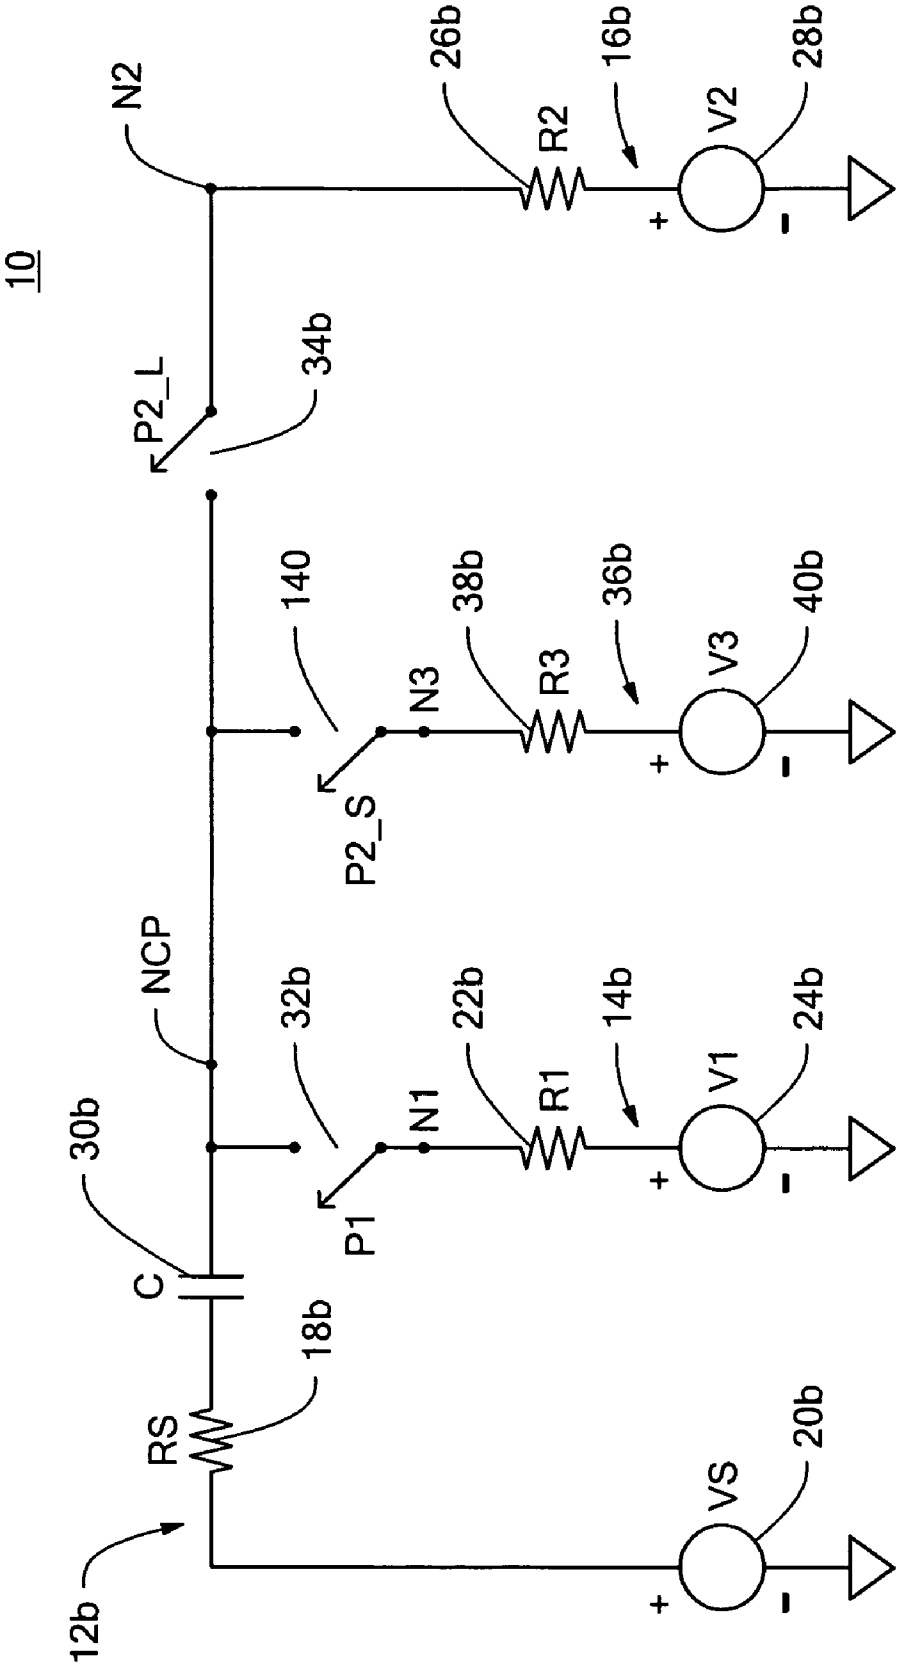 10
12b
RS
18b
C
30b
NCP
P2_L
34b
N2
32b
P1
N1
140
P2_S
N3
22b
R1
14b
38b
R3
36b
26b
R2
16b
+
VS
-
20b
+
V1
-
24b
+
V3
-
40b
+
V2
-
28b